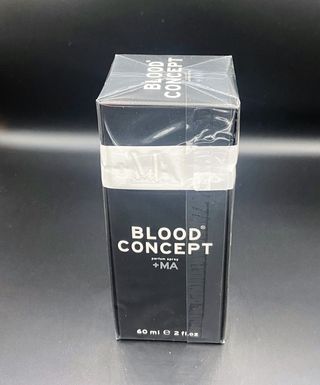 BLOOD
CONCEPT
BLOOD®
CONCEPT
parfum spray
+MA
60 ml ℮ 2 fl.oz